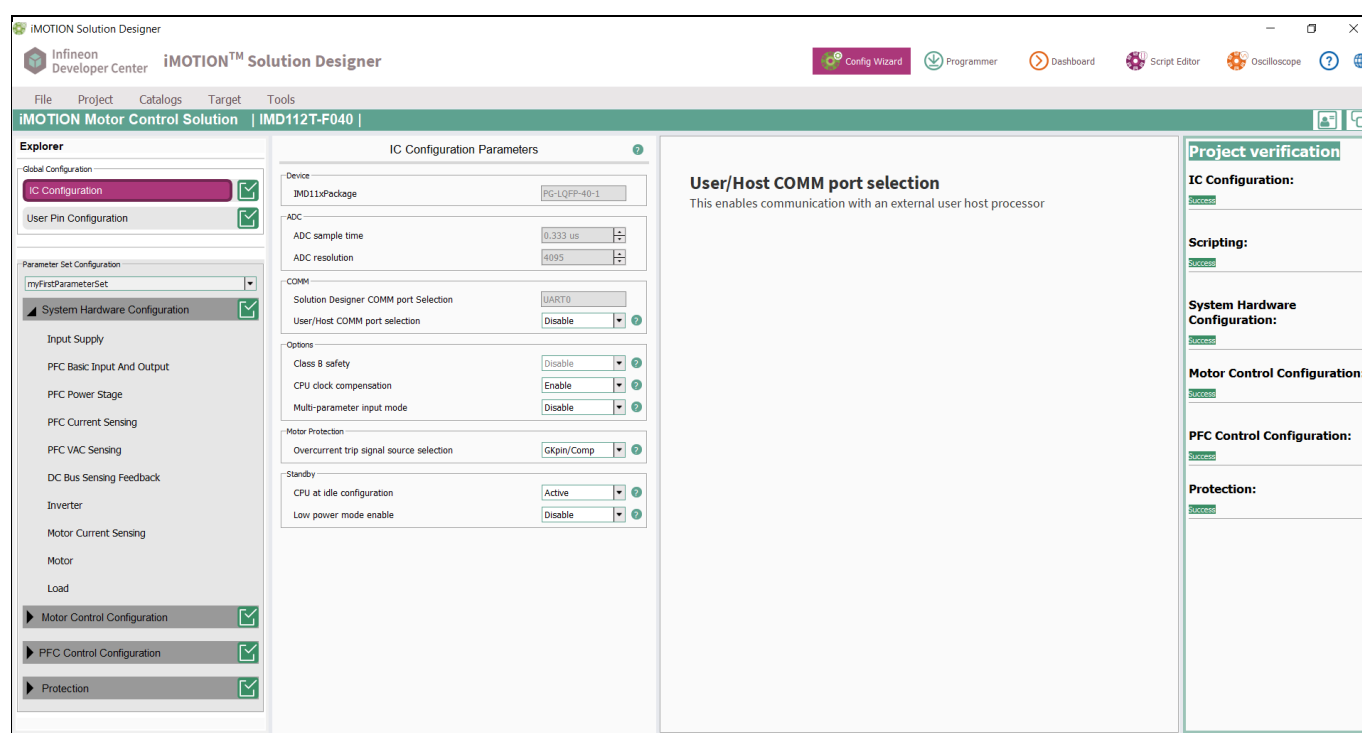 iMOTION Solution Designer
Infineon
Developer Center
iMOTION™ Solution Designer
Config Wizard
Programmer
Dashboard
Script Editor
Oscilloscope
?
File Project Catalogs Target Tools
iMOTION Motor Control Solution | IMD112T-F040 |
Explorer
Global Configuration
IC Configuration
User Pin Configuration
Parameter Set Configuration
myFirstParameterSet
System Hardware Configuration
Input Supply
PFC Basic Input And Output
PFC Power Stage
PFC Current Sensing
PFC VAC Sensing
DC Bus Sensing Feedback
Inverter
Motor Current Sensing
Motor
Load
Motor Control Configuration
PFC Control Configuration
Protection
IC Configuration Parameters ?
Device
IMD11xPackage PG-LQFP-40-1
ADC
ADC sample time 0.333 us
ADC resolution 4095
COMM
Solution Designer COMM port Selection UART0
User/Host COMM port selection Disable ?
Options
Class B safety Disable ?
CPU clock compensation Enable ?
Multi-parameter input mode Disable ?
Motor Protection
Overcurrent trip signal source selection GKpin/Comp ?
Standby
CPU at idle configuration Active ?
Low power mode enable Disable ?
User/Host COMM port selection
This enables communication with an external user host processor
Project verification
IC Configuration:
Success
Scripting:
Success
System Hardware
Configuration:
Success
Motor Control Configuration:
Success
PFC Control Configuration:
Success
Protection:
Success